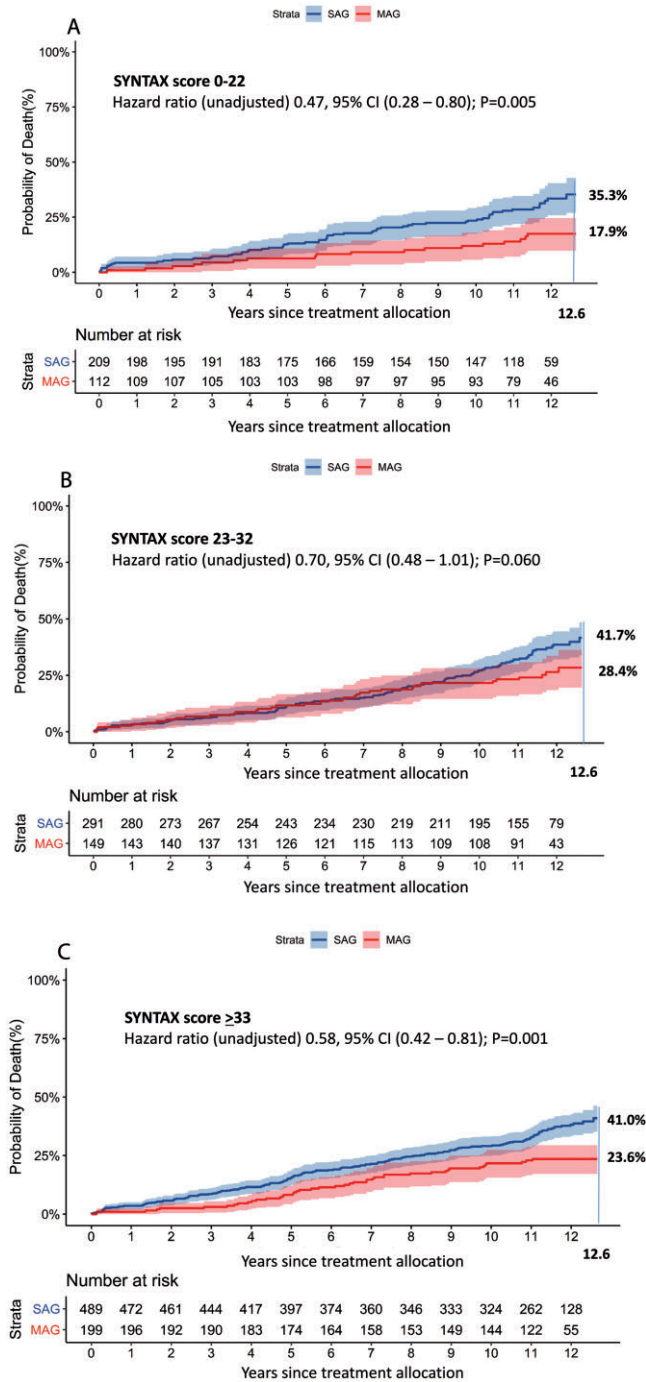 A
Strata SAG MAG
100%
SYNTAX score 0-22
Hazard ratio (unadjusted) 0.47, 95% CI (0.28 – 0.80); P=0.005
75%
Probability of Death(%)
50%
35.3%
25%
17.9%
0%
0 1 2 3 4 5 6 7 8 9 10 11 12
Years since treatment allocation
12.6
Number at risk
Strata
SAG 209 198 195 191 183 175 166 159 154 150 147 118 59
MAG 112 109 107 105 103 103 98 97 97 95 93 79 46
0 1 2 3 4 5 6 7 8 9 10 11 12
Years since treatment allocation
B
Strata SAG MAG
100%
SYNTAX score 23-32
75%
Hazard ratio (unadjusted) 0.70, 95% CI (0.48 – 1.01); P=0.060
Probability of Death(%)
50%
41.7%
28.4%
25%
0%
0 1 2 3 4 5 6 7 8 9 10 11 12
Years since treatment allocation
12.6
Number at risk
Strata
SAG 291 280 273 267 254 243 234 230 219 211 195 155 79
MAG 149 143 140 137 131 126 121 115 113 109 108 91 43
0 1 2 3 4 5 6 7 8 9 10 11 12
Years since treatment allocation
C
Strata SAG MAG
100%
SYNTAX score ≥33
Hazard ratio (unadjusted) 0.58, 95% CI (0.42 – 0.81); P=0.001
75%
Probability of Death(%)
50%
41.0%
25%
23.6%
0%
0 1 2 3 4 5 6 7 8 9 10 11 12
Years since treatment allocation
12.6
Number at risk
Strata
SAG 489 472 461 444 417 397 374 360 346 333 324 262 128
MAG 199 196 192 190 183 174 164 158 153 149 144 122 55
0 1 2 3 4 5 6 7 8 9 10 11 12
Years since treatment allocation